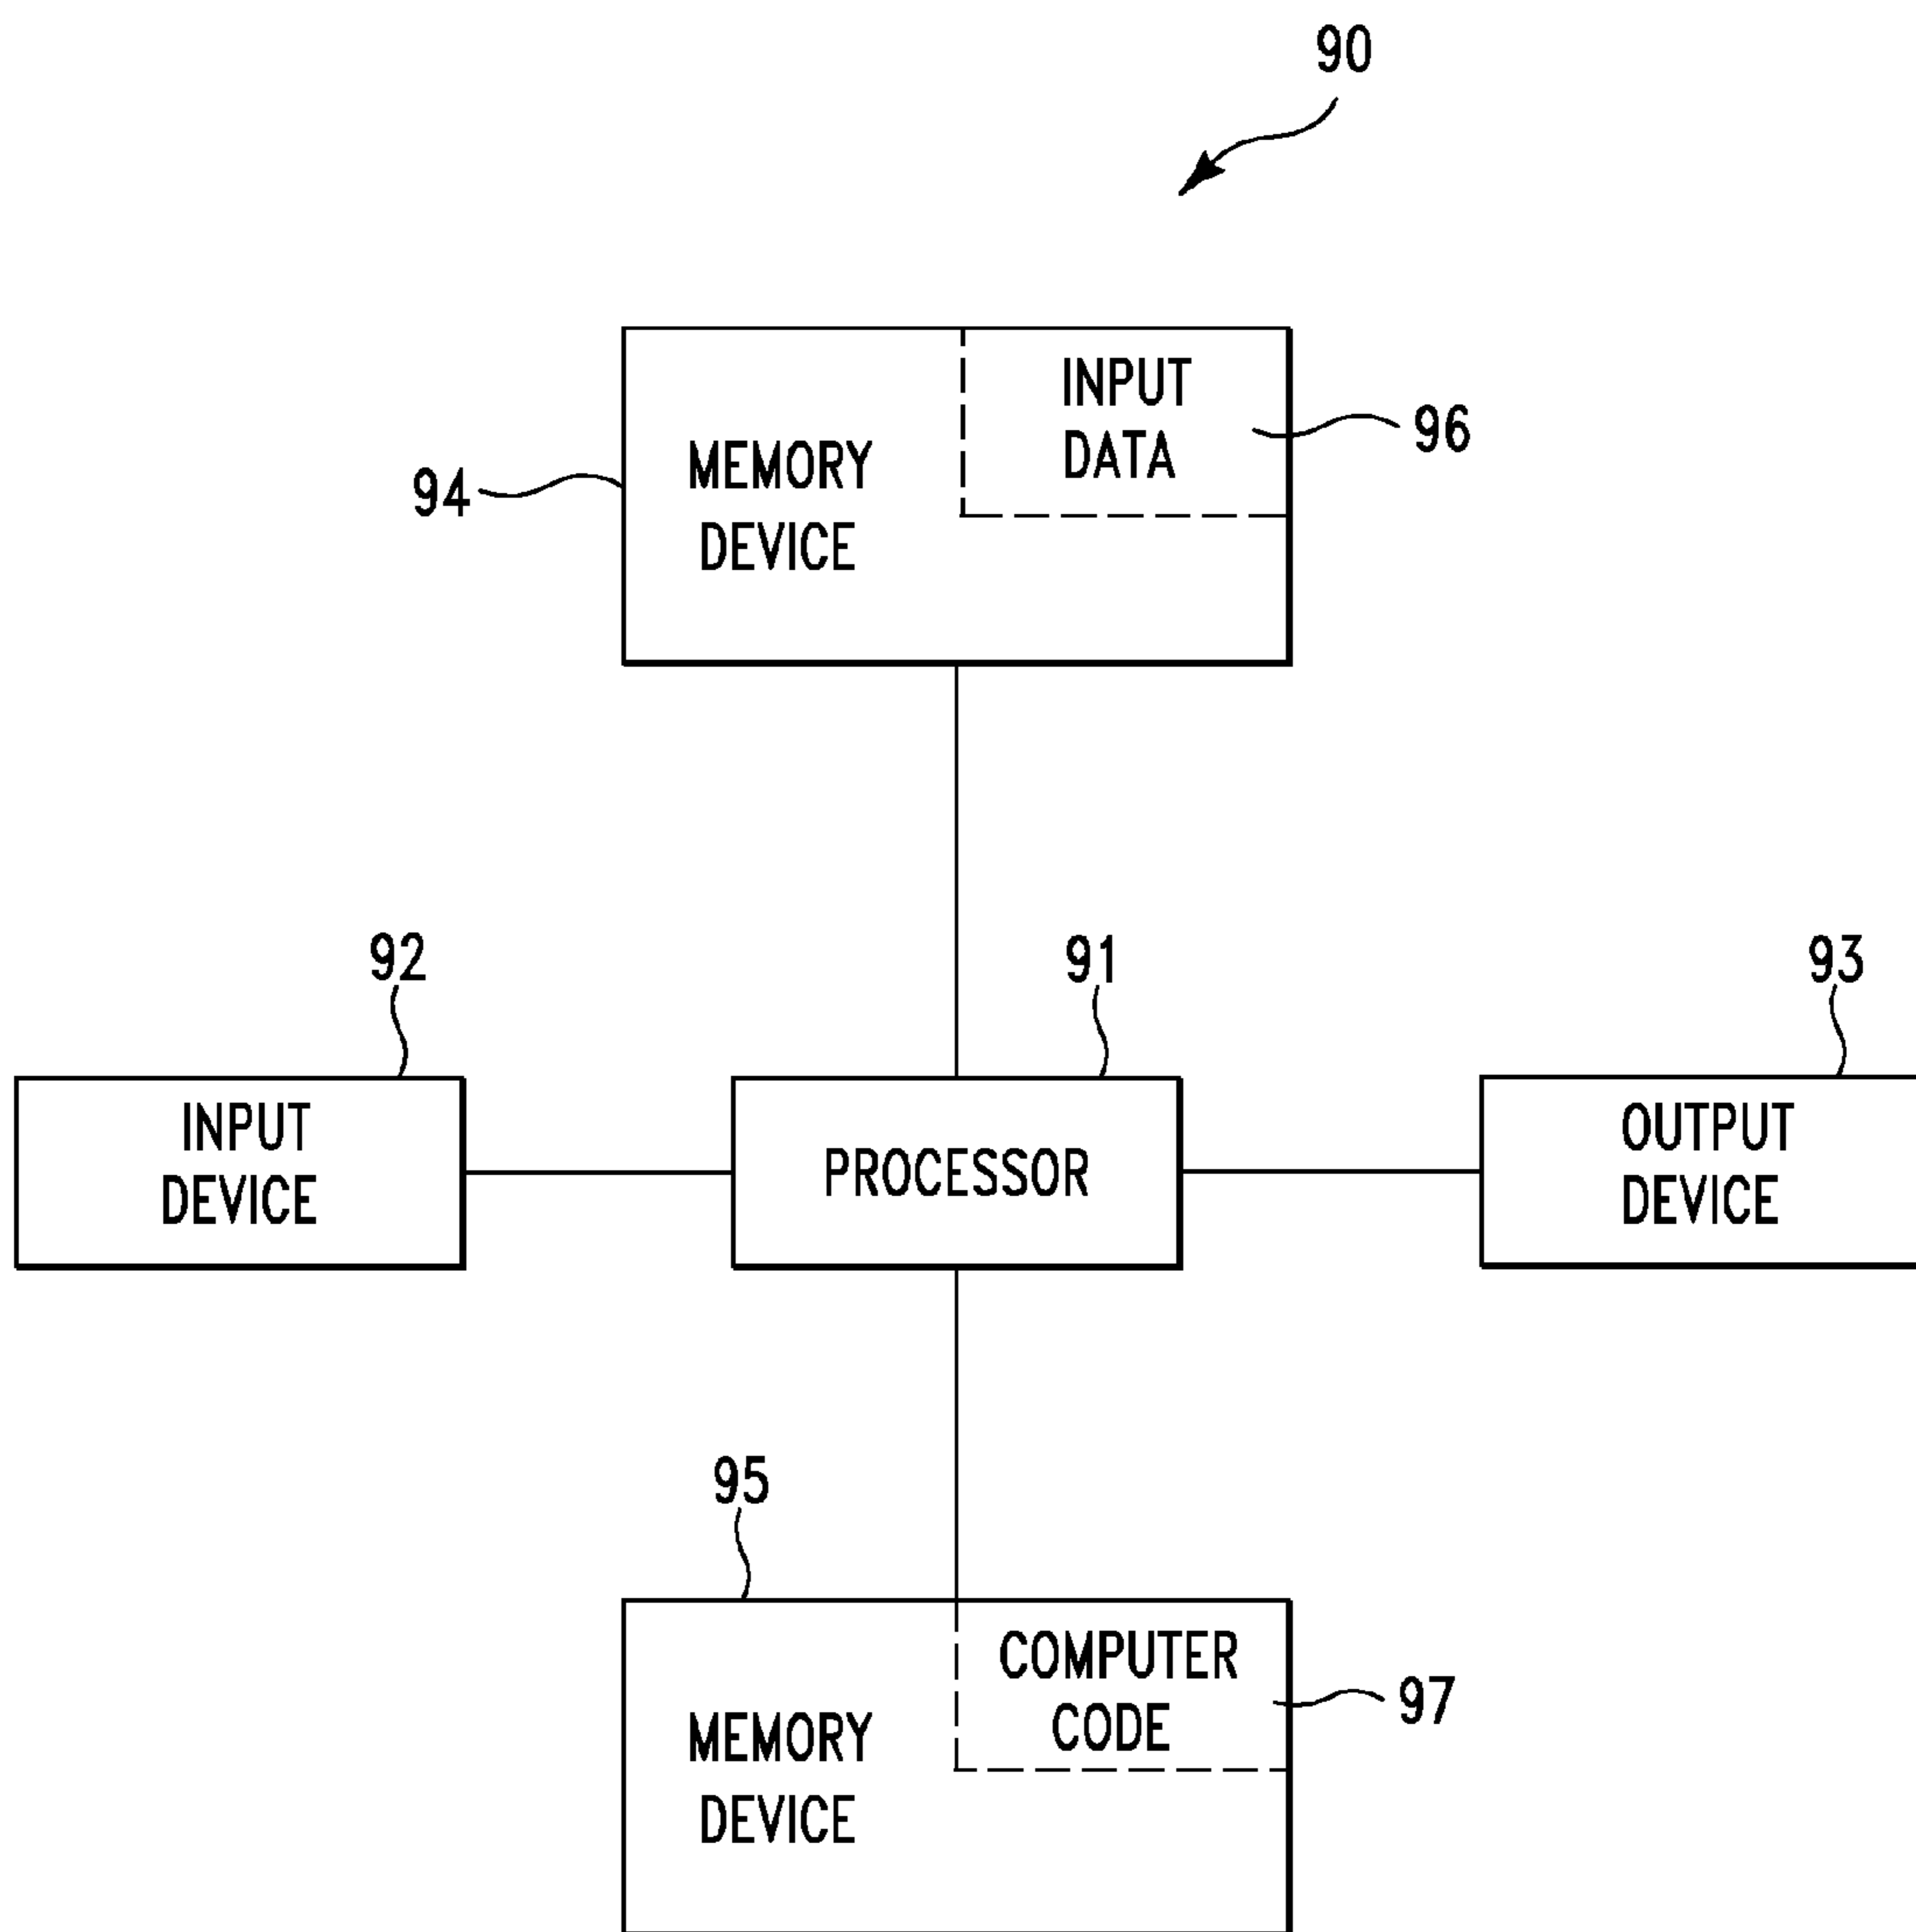 90
INPUT
DATA
96
MEMORY
DEVICE
94
92
91
93
INPUT
DEVICE
PROCESSOR
OUTPUT
DEVICE
95
COMPUTER
CODE
97
MEMORY
DEVICE